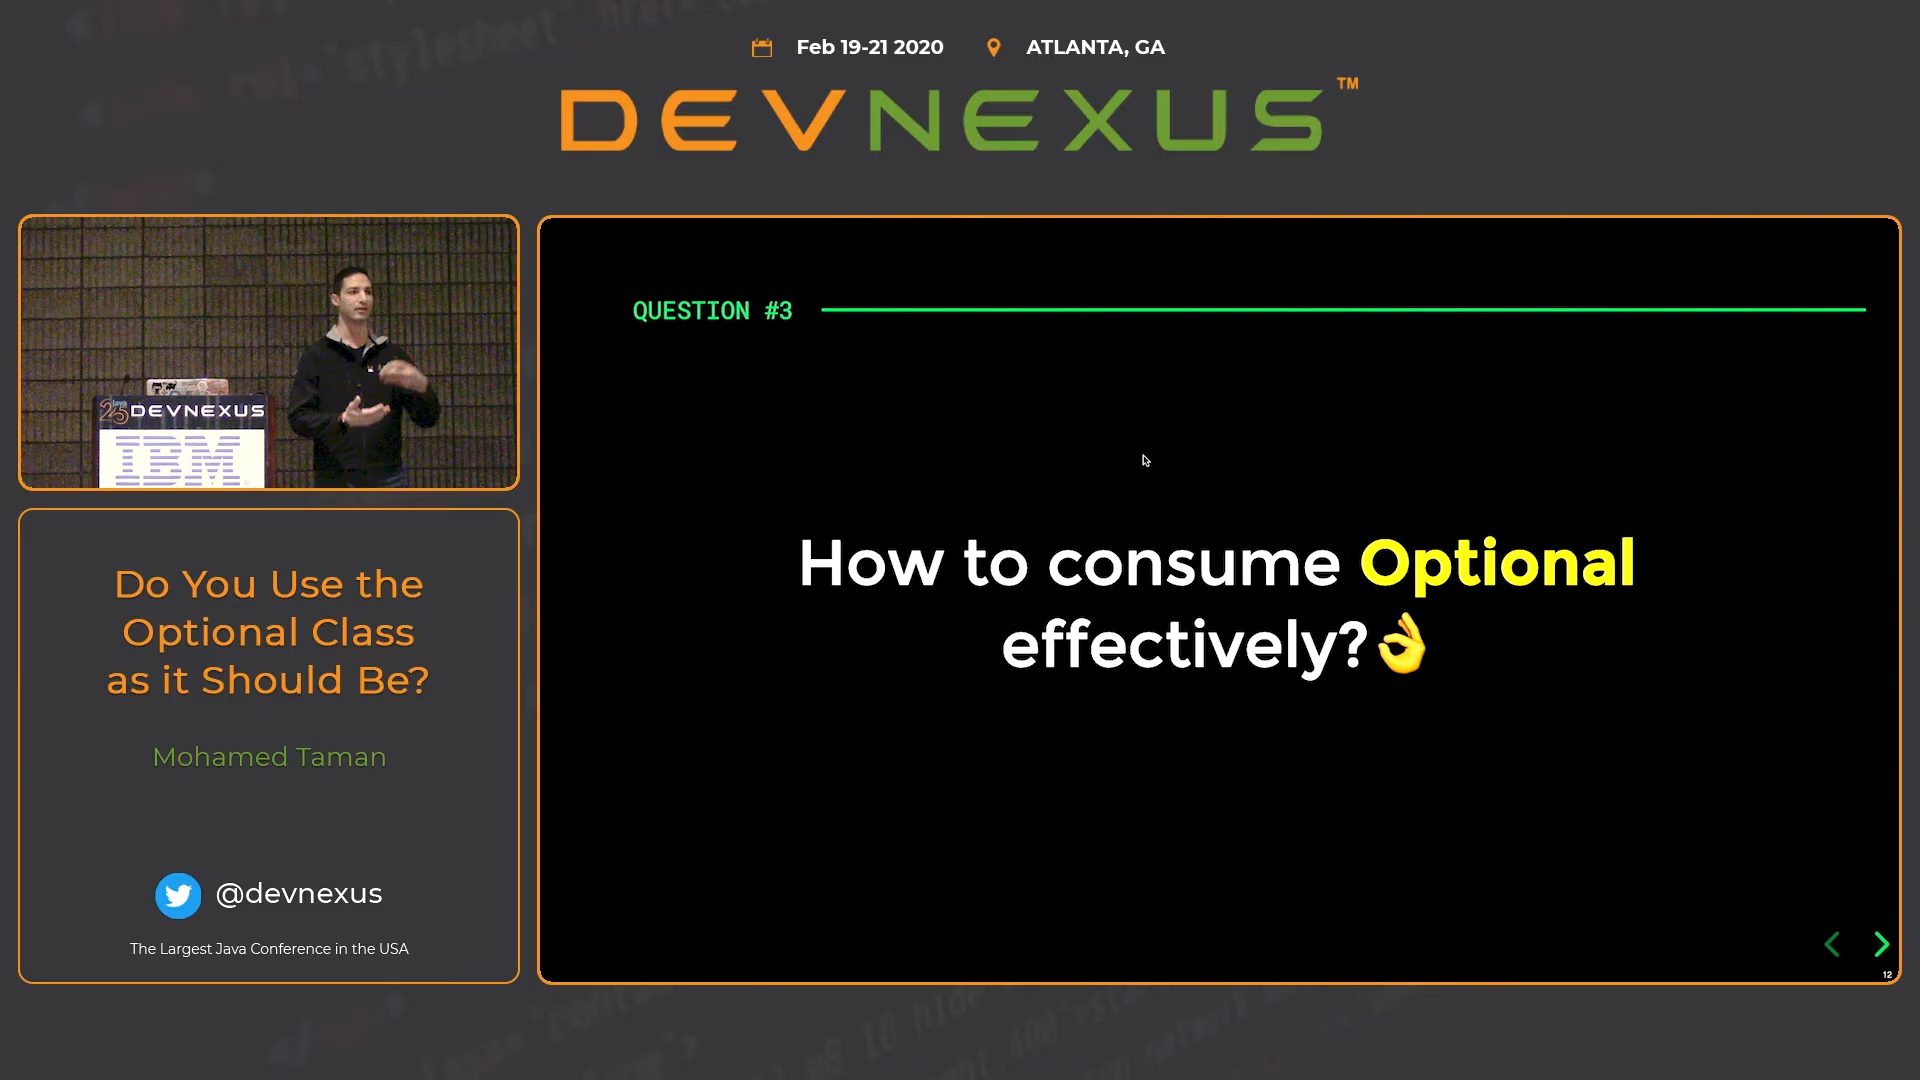 Feb 19-21 2020 ATLANTA, GA
DEVNEXUS™
25 DEVNEXUS
IBM
QUESTION #3
How to consume Optional
effectively?👌
12
Do You Use the
Optional Class
as it Should Be?
Mohamed Taman
@devnexus
The Largest Java Conference in the USA